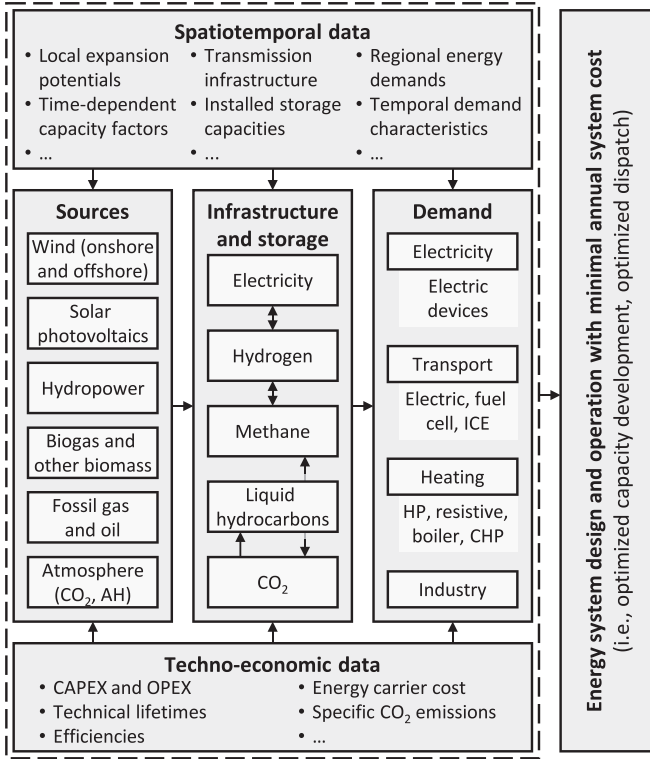 Spatiotemporal data
• Local expansion
potentials
• Time-dependent
capacity factors
• ...
• Transmission
infrastructure
• Installed storage
capacities
• ...
• Regional energy
demands
• Temporal demand
characteristics
• ...
Sources
Wind (onshore
and offshore)
Solar
photovoltaics
Hydropower
Biogas and
other biomass
Fossil gas
and oil
Atmosphere
(CO₂, AH)
Infrastructure
and storage
Electricity
Hydrogen
Methane
Liquid
hydrocarbons
CO₂
Demand
Electricity
Electric
devices
Transport
Electric, fuel
cell, ICE
Heating
HP, resistive,
boiler, CHP
Industry
Techno-economic data
• CAPEX and OPEX
• Technical lifetimes
• Efficiencies
• Energy carrier cost
• Specific CO₂ emissions
• ...
Energy system design and operation with minimal annual system cost
(i.e., optimized capacity development, optimized dispatch)